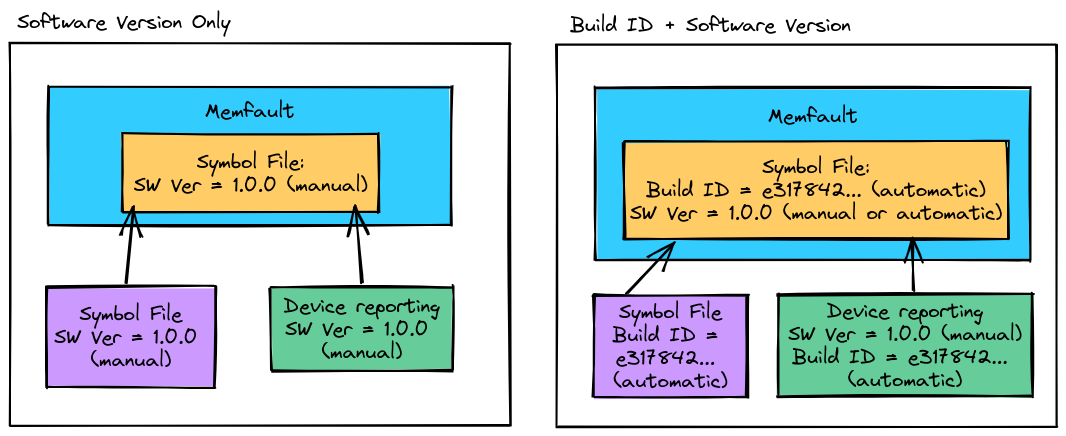 Software Version Only
Memfault
Symbol File:
SW Ver = 1.0.0 (manual)
Symbol File
SW Ver = 1.0.0
(manual)
Device reporting
SW Ver = 1.0.0
(manual)
Build ID + Software Version
Memfault
Symbol File:
Build ID = e317842... (automatic)
SW Ver = 1.0.0 (manual or automatic)
Symbol File
Build ID =
e317842...
(automatic)
Device reporting
SW Ver = 1.0.0 (manual)
Build ID = e317842...
(automatic)